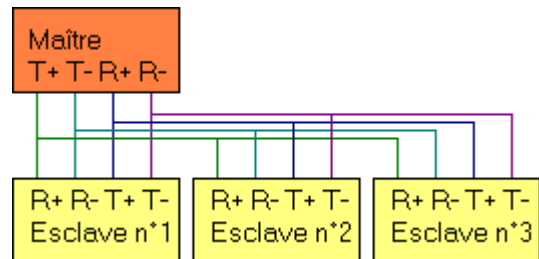 Maître
T+ T- R+ R-
R+ R- T+ T-
Esclave n°1
R+ R- T+ T-
Esclave n°2
R+ R- T+ T-
Esclave n°3